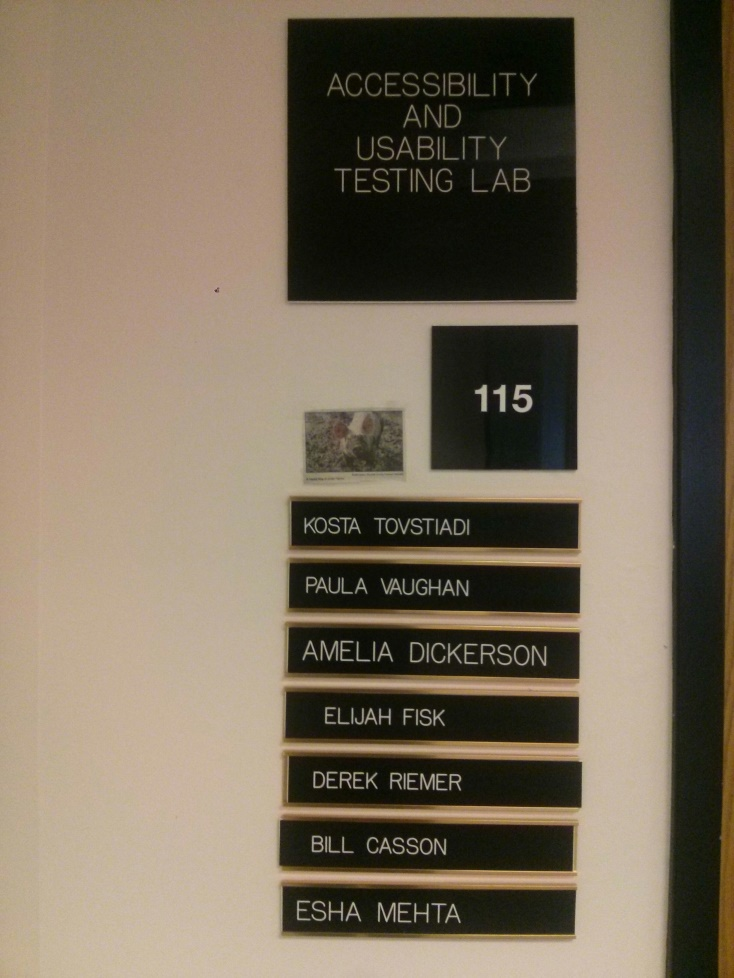 ACCESSIBILITY
AND
USABILITY
TESTING LAB
115
KOSTA TOVSTIADI
PAULA VAUGHAN
AMELIA DICKERSON
ELIJAH FISK
DEREK RIEMER
BILL CASSON
ESHA MEHTA